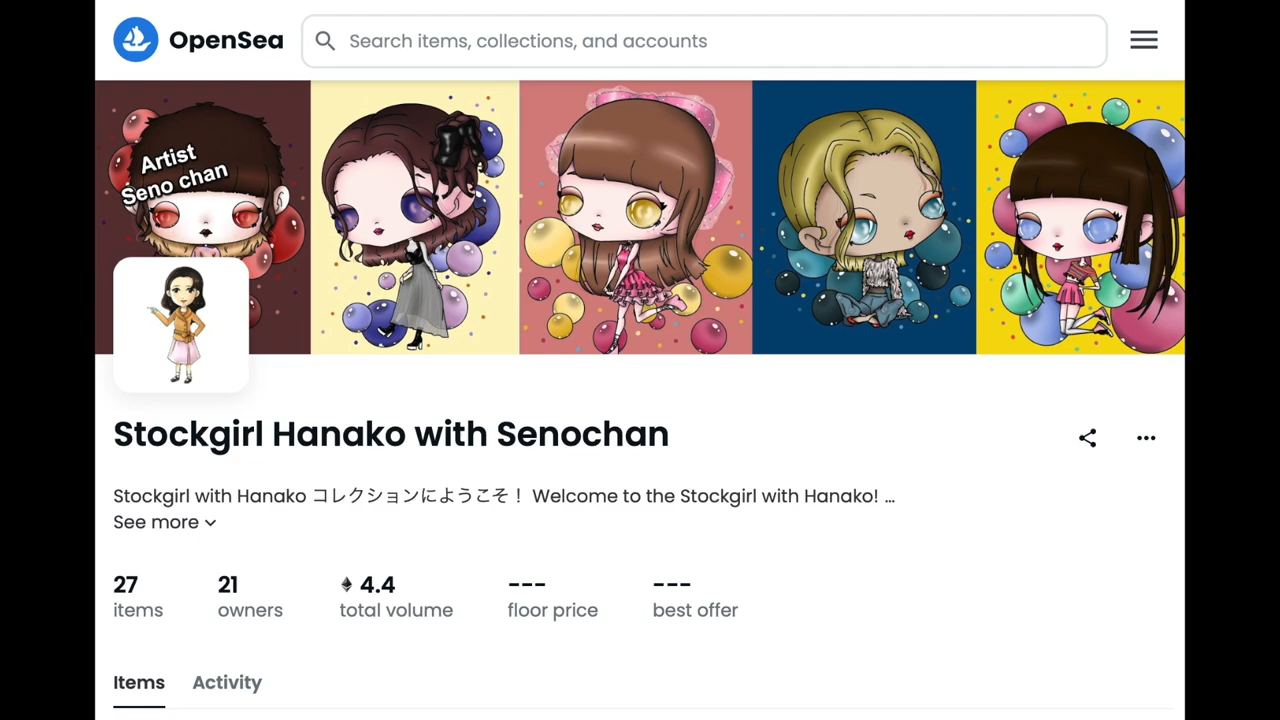 OpenSea
Search items, collections, and accounts
Artist
Seno chan
Stockgirl Hanako with Senochan
Stockgirl with Hanako コレクションにようこそ！ Welcome to the Stockgirl with Hanako! ...
See more
27
items
21
owners
4.4
total volume
---
floor price
---
best offer
Items
Activity